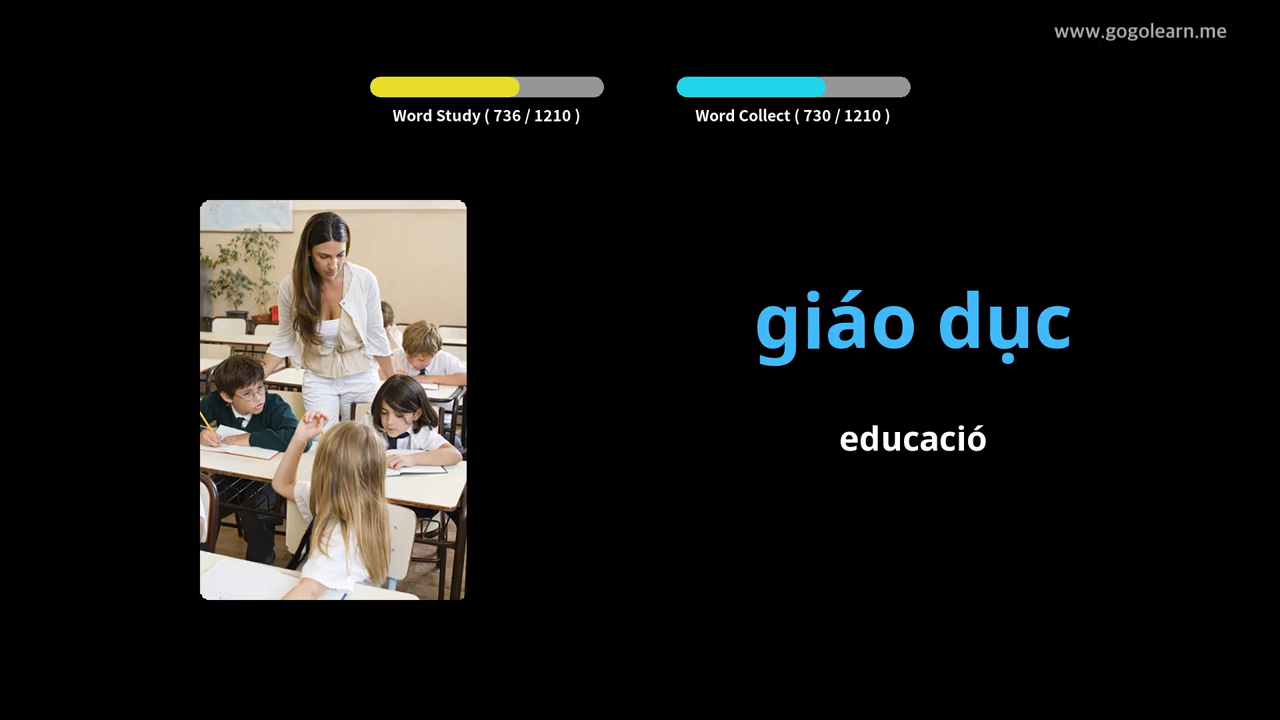 www.gogolearn.me
Word Study ( 736 / 1210 )
Word Collect ( 730 / 1210 )
giáo dục
educació